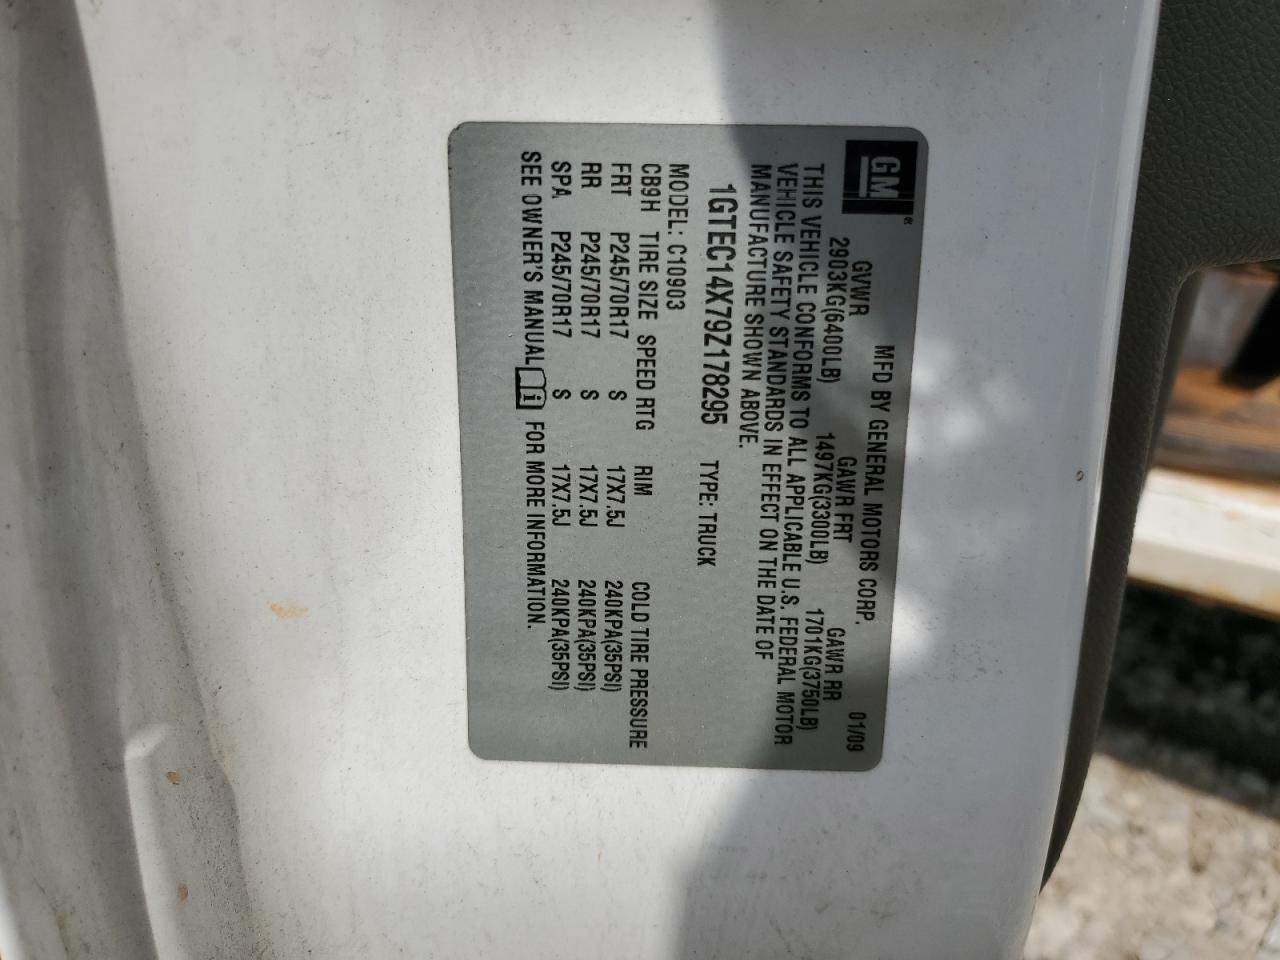 GM
MFD BY GENERAL MOTORS CORP. 01/09
GVWR GAWR FRT GAWR RR
2903KG(6400LB) 1497KG(3300LB) 1701KG(3750LB)
THIS VEHICLE CONFORMS TO ALL APPLICABLE U.S. FEDERAL MOTOR
VEHICLE SAFETY STANDARDS IN EFFECT ON THE DATE OF
MANUFACTURE SHOWN ABOVE.
1GTEC14X79Z178295 TYPE: TRUCK
MODEL: C10903
CB9H TIRE SIZE SPEED RTG RIM COLD TIRE PRESSURE
FRT P245/70R17 S 17X7.5J 240KPA(35PSI)
RR P245/70R17 S 17X7.5J 240KPA(35PSI)
SPA P245/70R17 S 17X7.5J 240KPA(35PSI)
SEE OWNER'S MANUAL FOR MORE INFORMATION.